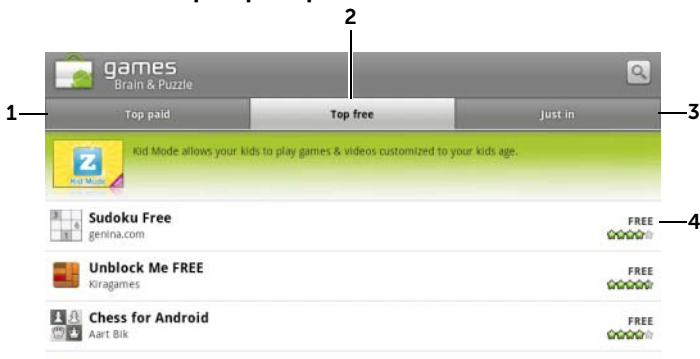 2
games
Brain & Puzzle
1 Top paid Top free Just in 3
Kid Mode allows your kids to play games & videos customized to your kids age.
Z
Kid Mode
Sudoku Free FREE 4
genina.com
Unblock Me FREE FREE
Kiragames
Chess for Android FREE
Aart Bik